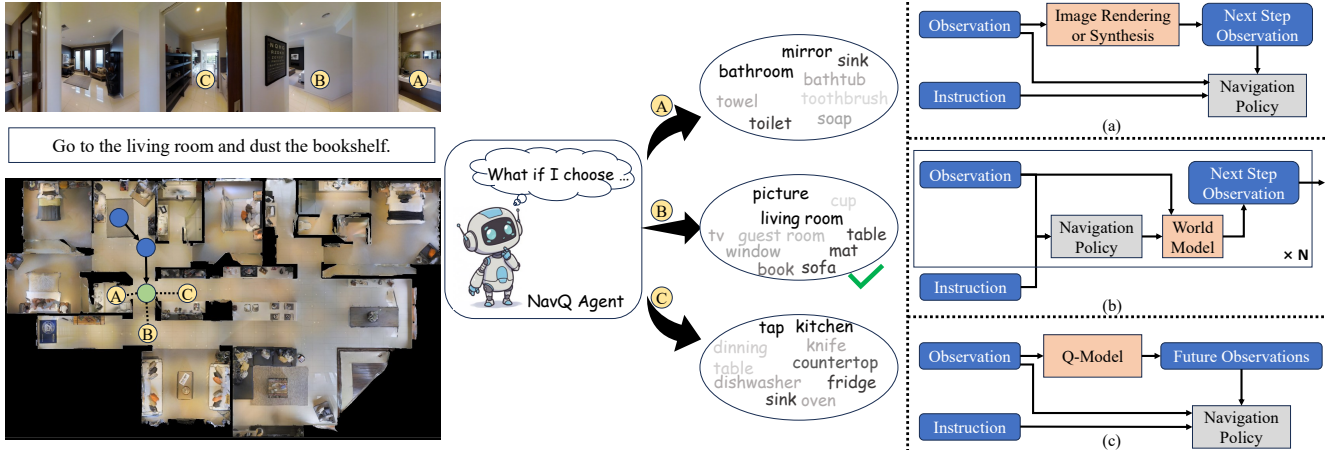 C
B
A
Go to the living room and dust the bookshelf.
A
C
B
What if I choose …
NavQ Agent
A
mirror
sink
bathroom
bathtub
towel
toothbrush
toilet
soap
B
picture
cup
living room
tv
guest room
table
window
mat
book
sofa
C
tap
kitchen
dinning
table
knife
countertop
dishwasher
fridge
sink
oven
Observation
Image Rendering
or Synthesis
Next Step
Observation
Instruction
Navigation
Policy
(a)
Observation
Next Step
Observation
Navigation
Policy
World
Model
× N
Instruction
(b)
Observation
Q-Model
Future Observations
Instruction
Navigation
Policy
(c)